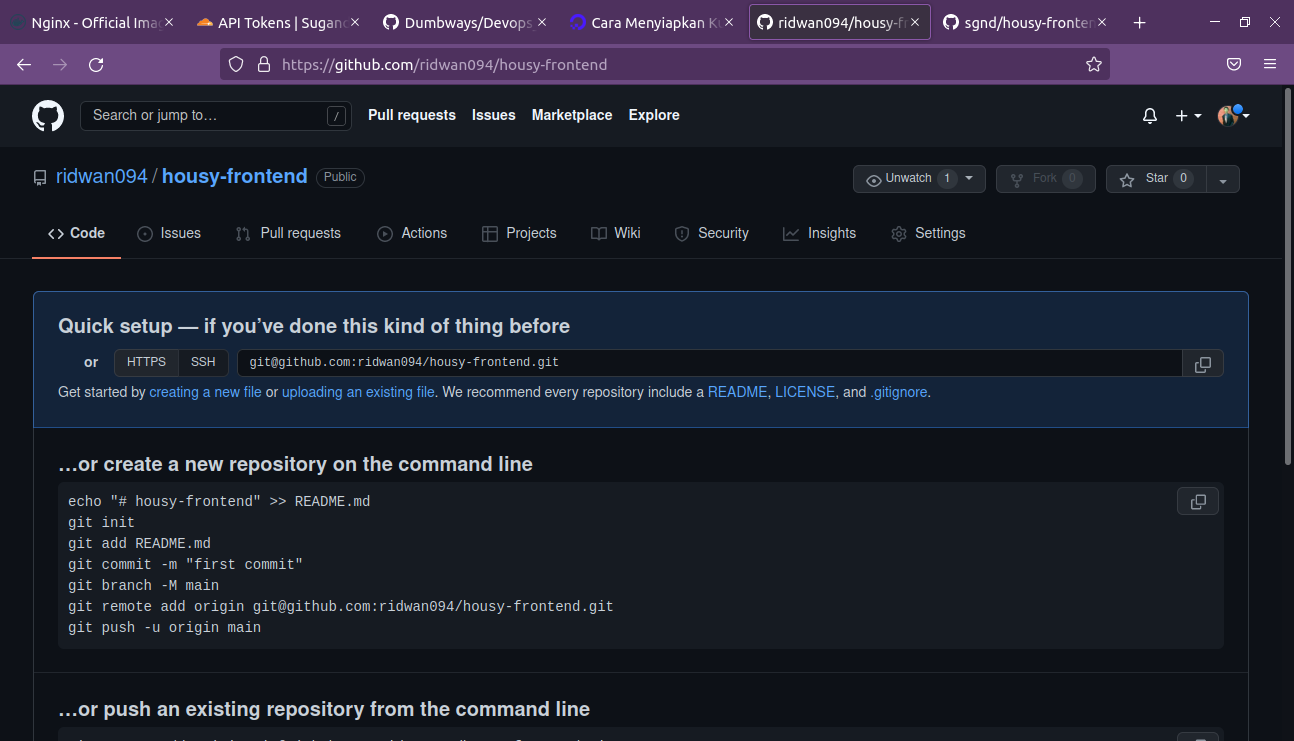 Nginx - Official Ima
API Tokens | Sugan
Dumbways/Devops
Cara Menyiapkan
ridwan094/housy-fr
sgnd/housy-fronten
https://github.com/ridwan094/housy-frontend
Search or jump to… /
Pull requests Issues Marketplace Explore
ridwan094 / housy-frontend Public
Unwatch 1 Fork 0 Star 0
Code Issues Pull requests Actions Projects Wiki Security Insights Settings
Quick setup — if you’ve done this kind of thing before
or HTTPS SSH git@github.com:ridwan094/housy-frontend.git
Get started by creating a new file or uploading an existing file. We recommend every repository include a README, LICENSE, and .gitignore.
…or create a new repository on the command line
echo "# housy-frontend" >> README.md
git init
git add README.md
git commit -m "first commit"
git branch -M main
git remote add origin git@github.com:ridwan094/housy-frontend.git
git push -u origin main
…or push an existing repository from the command line